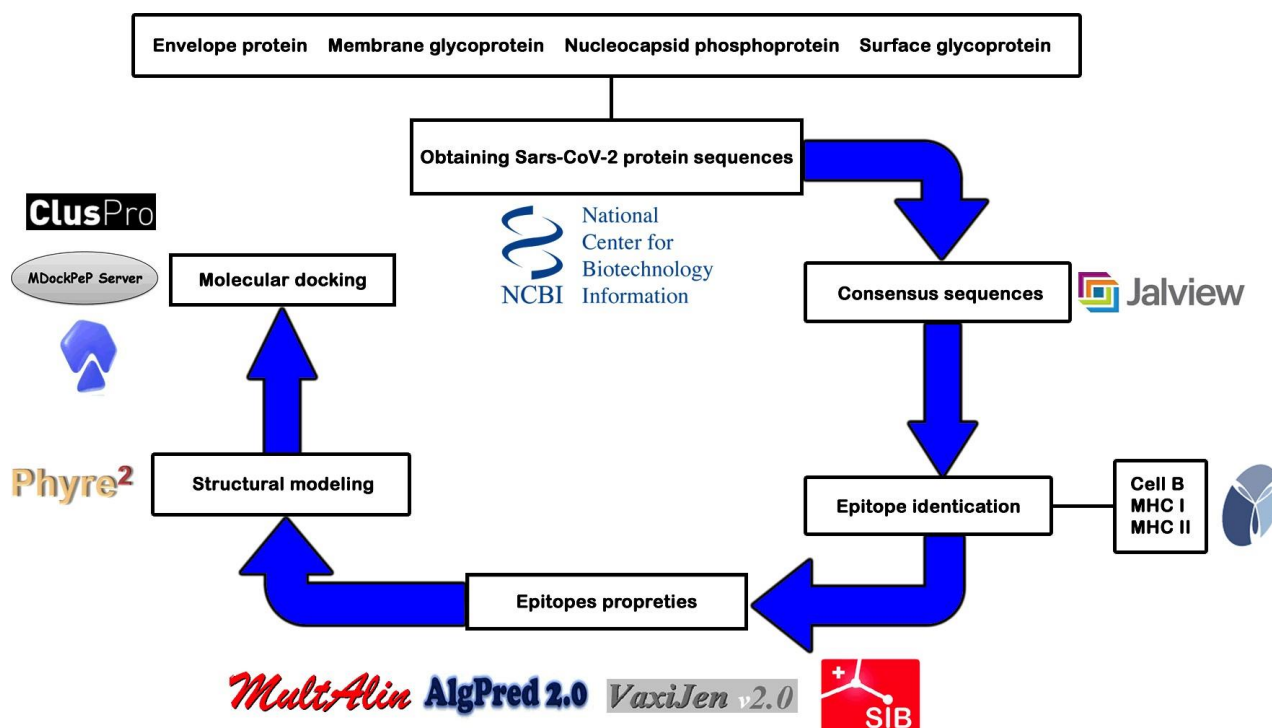 Envelope protein Membrane glycoprotein Nucleocapsid phosphoprotein Surface glycoprotein
Obtaining Sars-CoV-2 protein sequences
National
Center for
Biotechnology
Information
NCBI
Consensus sequences
Jalview
Epitope identication
Cell B
MHC I
MHC II
Epitopes propreties
MultAlin
AlgPred 2.0
VaxiJen v2.0
SIB
Structural modeling
Phyre²
Molecular docking
ClusPro
MDockPeP Server